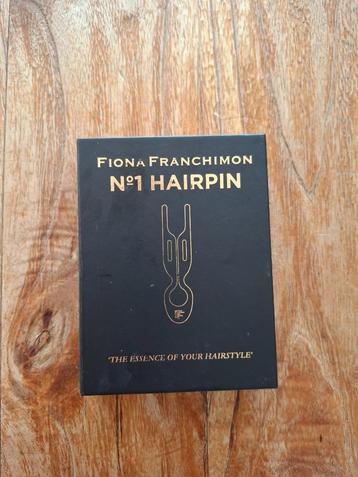 FIONA FRANCHIMON
Nº1 HAIRPIN
'THE ESSENCE OF YOUR HAIRSTYLE'